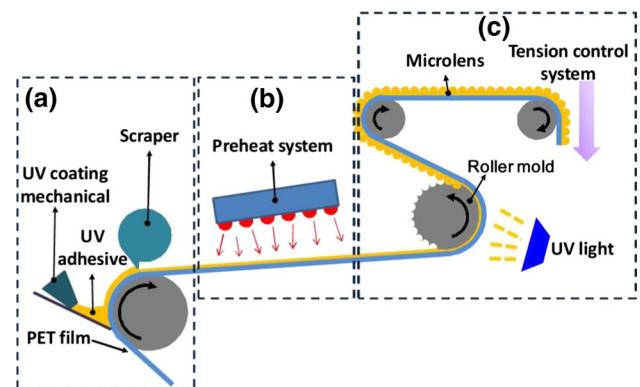 (a)
Scraper
UV coating
mechanical
UV
adhesive
PET film
(b)
Preheat system
(c)
Microlens
Tension control
system
Roller mold
UV light